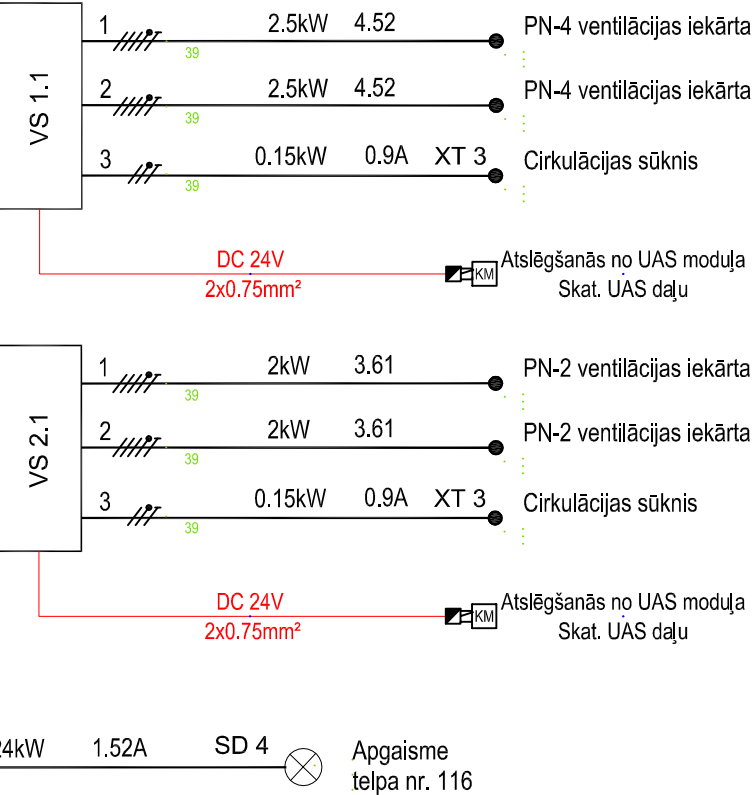 VS 1.1
1 2.5kW 4.52 PN-4 ventilācijas iekārta
39
2 2.5kW 4.52 PN-4 ventilācijas iekārta
39
3 0.15kW 0.9A XT 3 Cirkulācijas sūknis
39
DC 24V
2x0.75mm²
KM
Atslēgšanās no UAS moduļa
Skat. UAS daļu
VS 2.1
1 2kW 3.61 PN-2 ventilācijas iekārta
39
2 2kW 3.61 PN-2 ventilācijas iekārta
39
3 0.15kW 0.9A XT 3 Cirkulācijas sūknis
39
DC 24V
2x0.75mm²
KM
Atslēgšanās no UAS moduļa
Skat. UAS daļu
24kW 1.52A SD 4 Apgaisme
telpa nr. 116